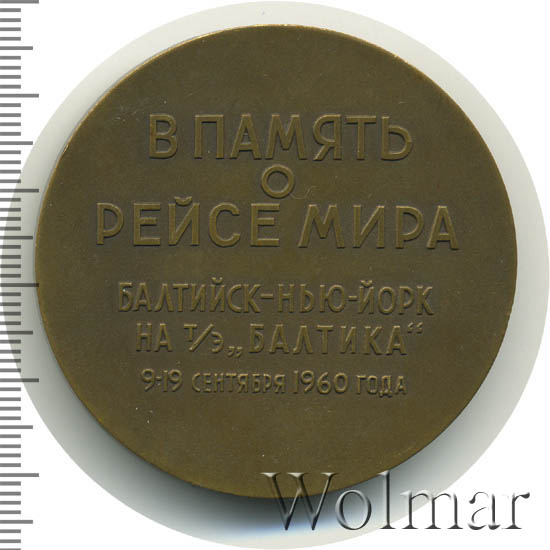 В ПАМЯТЬ
О
РЕЙСЕ МИРА
БАЛТИЙСК-НЬЮ-ЙОРК
НА Т/Э „БАЛТИКА“
9-19 СЕНТЯБРЯ 1960 ГОДА
Wolmar